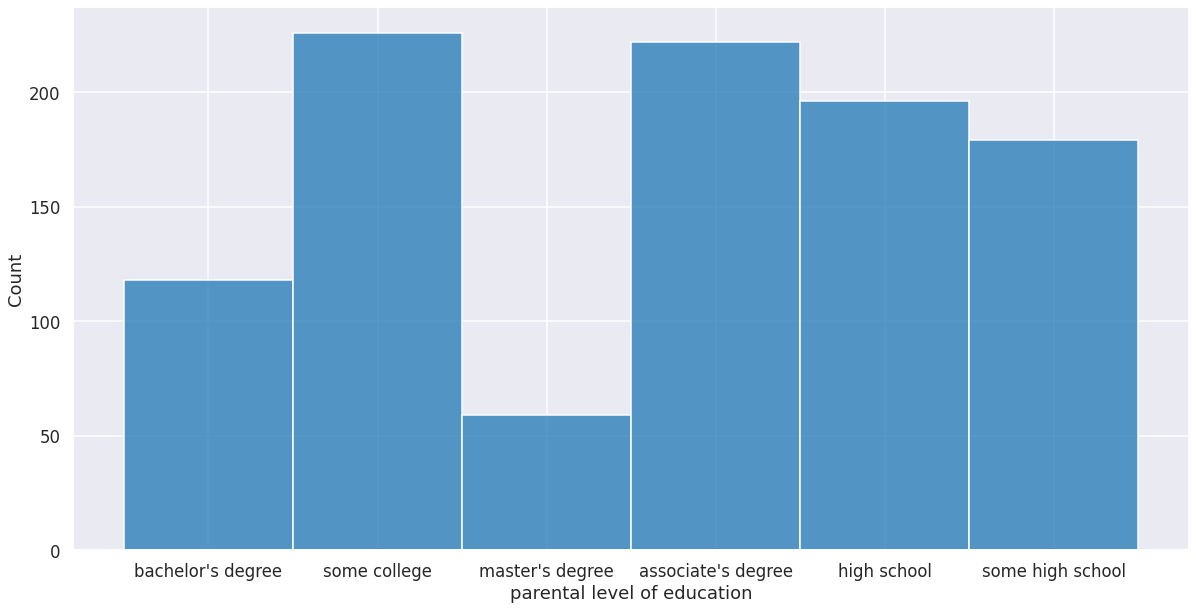 Count
200
150
100
50
0
bachelor's degree some college master's degree associate's degree high school some high school
parental level of education